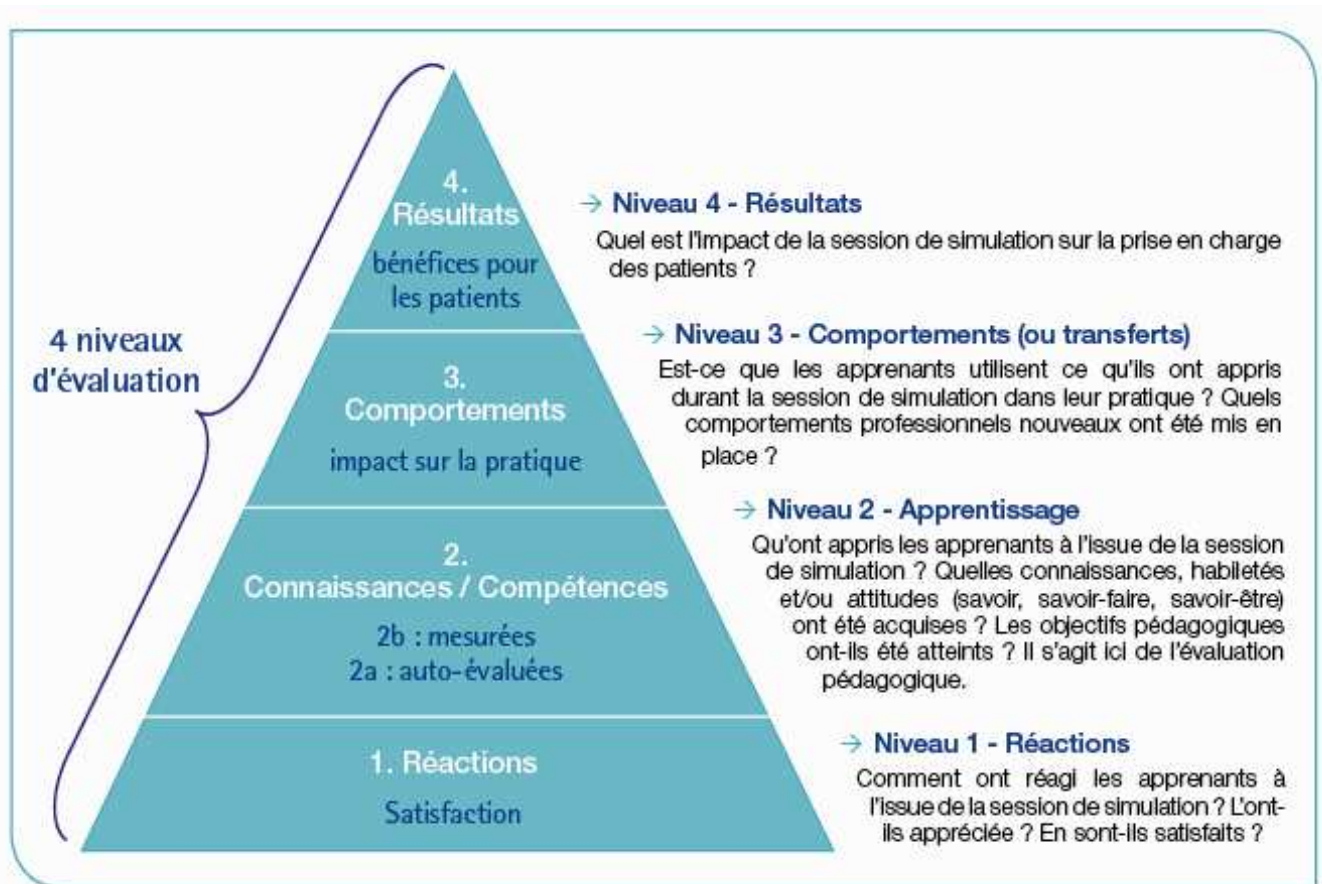 4 niveaux
d'évaluation
4.
Résultats
bénéfices pour
les patients
3.
Comportements
impact sur la pratique
2.
Connaissances / Compétences
2b : mesurées
2a : auto-évaluées
1. Réactions
Satisfaction
→ Niveau 4 - Résultats
Quel est l'impact de la session de simulation sur la prise en charge
des patients ?
→ Niveau 3 - Comportements (ou transferts)
Est-ce que les apprenants utilisent ce qu'ils ont appris
durant la session de simulation dans leur pratique ? Quels
comportements professionnels nouveaux ont été mis en
place ?
→ Niveau 2 - Apprentissage
Qu'ont appris les apprenants à l'issue de la session
de simulation ? Quelles connaissances, habiletés
et/ou attitudes (savoir, savoir-faire, savoir-être)
ont été acquises ? Les objectifs pédagogiques
ont-ils été atteints ? Il s'agit ici de l'évaluation
pédagogique.
→ Niveau 1 - Réactions
Comment ont réagi les apprenants à
l'issue de la session de simulation ? L'ont-
ils appréciée ? En sont-ils satisfaits ?